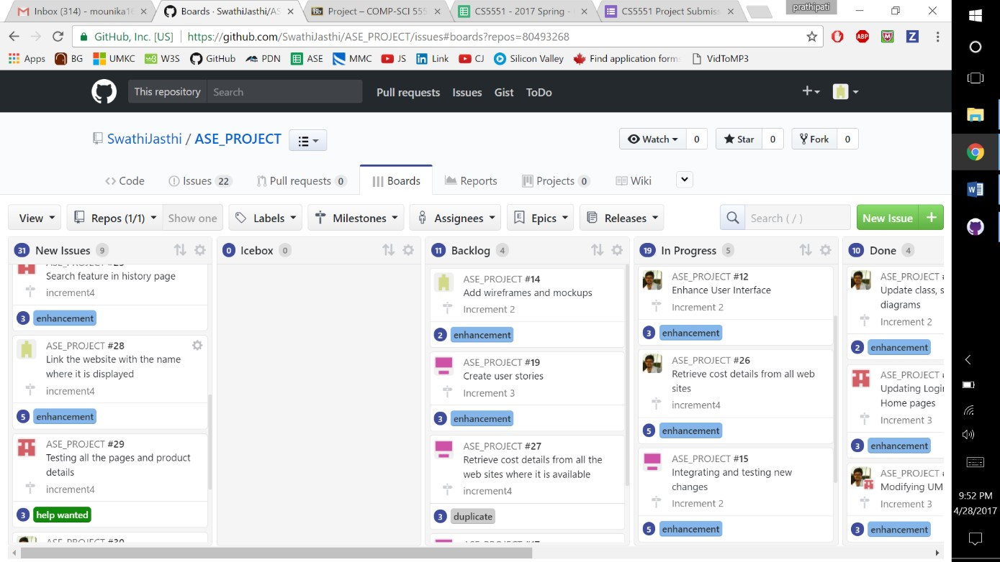 Inbox (314) - mounika16
Boards · SwathiJasthi/AS
Project – COMP-SCI 555
CS5551 - 2017 Spring -
CS5551 Project Submiss
prathipati
GitHub, Inc. [US]
https://github.com/SwathiJasthi/ASE_PROJECT/issues#boards?repos=80493268
ABP
Z
Apps
BG
UMKC
W3S
GitHub
PDN
ASE
MMC
JS
Link
CJ
Silicon Valley
Find application form
VidToMP3
This repository
Search
Pull requests
Issues
Gist
ToDo
SwathiJasthi / ASE_PROJECT
Watch 0
Star 0
Fork 0
Code
Issues 22
Pull requests 0
Boards
Reports
Projects 0
Wiki
View
Repos (1/1)
Show one
Labels
Milestones
Assignees
Epics
Releases
Search ( / )
New Issue +
31 New Issues 9
Search feature in history page
increment4
3 enhancement
ASE_PROJECT #28
Link the website with the name
where it is displayed
increment4
5 enhancement
ASE_PROJECT #29
Testing all the pages and product
details
increment4
3 help wanted
ASE_PROJECT #30
0 Icebox 0
11 Backlog 4
ASE_PROJECT #14
Add wireframes and mockups
Increment 2
2 enhancement
ASE_PROJECT #19
Create user stories
Increment 3
3 enhancement
ASE_PROJECT #27
Retrieve cost details from all the
web sites where it is available
increment4
3 duplicate
19 In Progress 5
ASE_PROJECT #12
Enhance User Interface
Increment 2
3 enhancement
ASE_PROJECT #26
Retrieve cost details from all web
sites
increment4
5 enhancement
ASE_PROJECT #15
Integrating and testing new
changes
Increment 2
5 enhancement
10 Done 4
ASE_PROJECT
Update class, s
diagrams
Increment 2
2 enhancement
ASE_PROJECT
Updating Logi
Home pages
Increment 3
3 enhancement
ASE_PROJECT
Modifying UM
Increment 3
3 enhancement
9:52 PM
4/28/2017